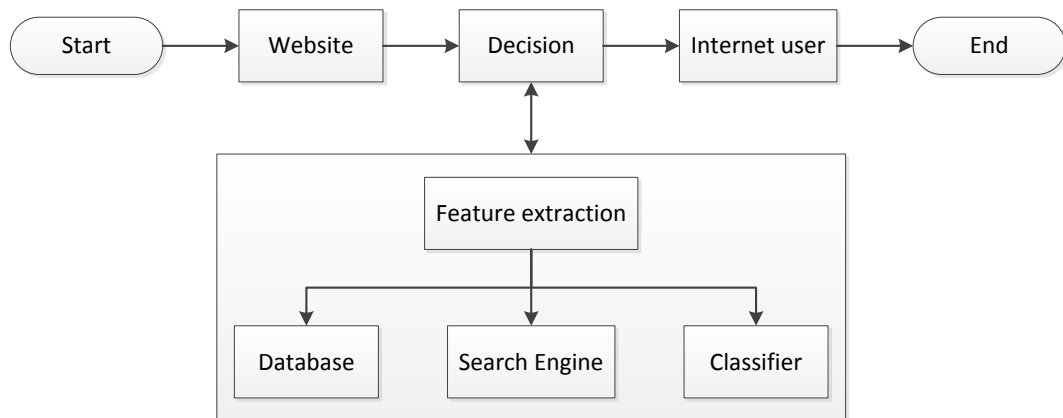 Start
Website
Decision
Internet user
End
Feature extraction
Database
Search Engine
Classifier